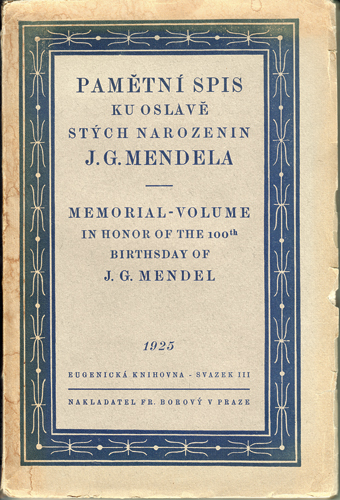 PAMĚTNÍ SPIS
KU OSLAVĚ
STÝCH NAROZENIN
J. G. MENDELA
MEMORIAL-VOLUME
IN HONOR OF THE 100th
BIRTHSDAY OF
J. G. MENDEL
1925
EUGENICKÁ KNIHOVNA - SVAZEK III
NAKLADATEL FR. BOROVÝ V PRAZE